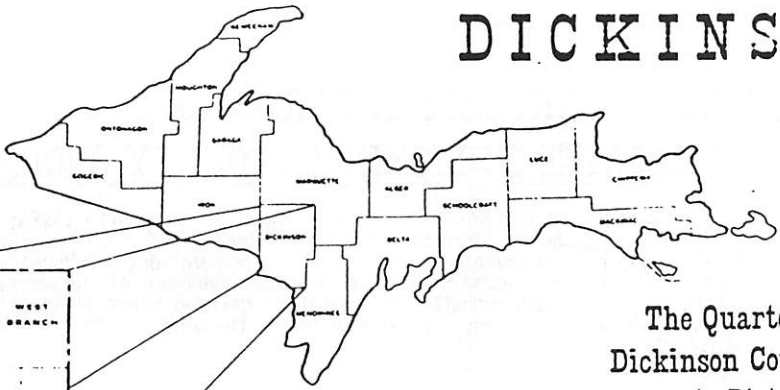 DICKINS
KEWEENAW
HOUGHTON
ONTONAGON
BARAGA
GOGEBIC
MARQUETTE
ALGER
LUCE
CHIPPEWA
SCHOOLCRAFT
IRON
MACKINAC
DICKINSON
DELTA
MENOMINEE
WEST
BRANCH
The Quarte
Dickinson Cou